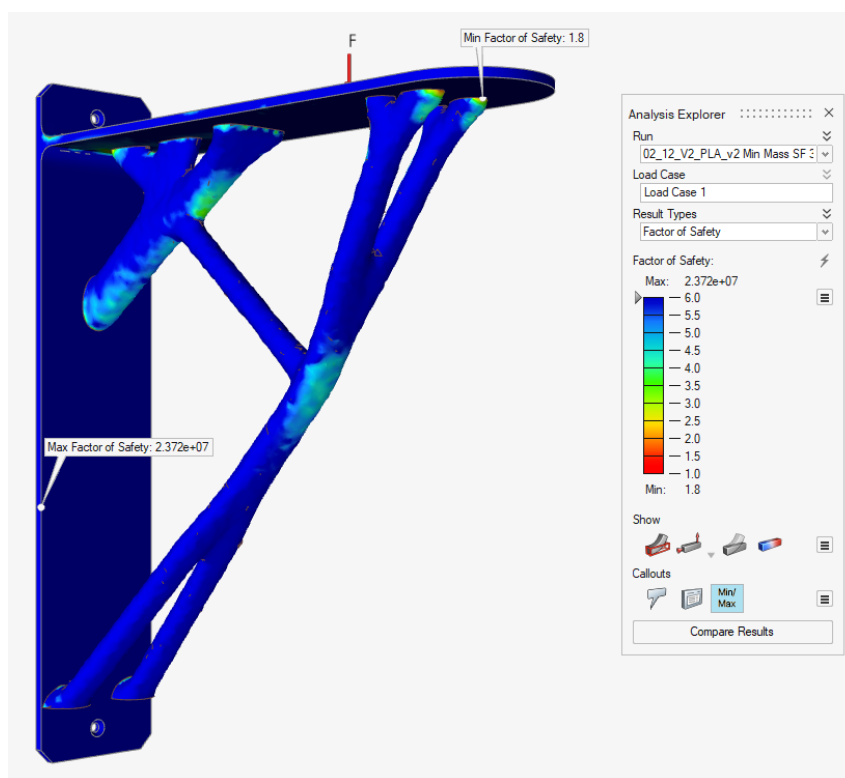 F
Min Factor of Safety: 1.8
Max Factor of Safety: 2.372e+07
Analysis Explorer
Run
02_12_V2_PLA_v2 Min Mass SF 3
Load Case
Load Case 1
Result Types
Factor of Safety
Factor of Safety:
Max: 2.372e+07
6.0
5.5
5.0
4.5
4.0
3.5
3.0
2.5
2.0
1.5
1.0
Min: 1.8
Show
Callouts
Min/
Max
Compare Results